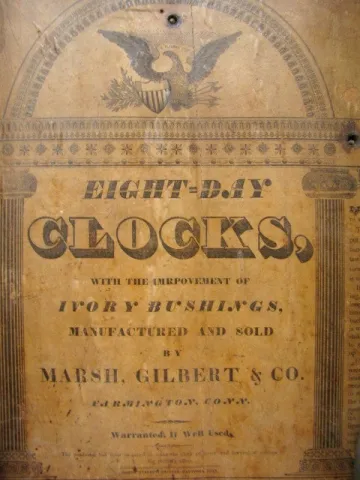 EIGHT-DAY
CLOCKS,
WITH THE IMRPOVEMENT OF
IVORY BUSHINGS,
MANUFACTURED AND SOLD
BY
MARSH, GILBERT & CO.
FARMINGTON, CONN.
Warranted, If Well Used.